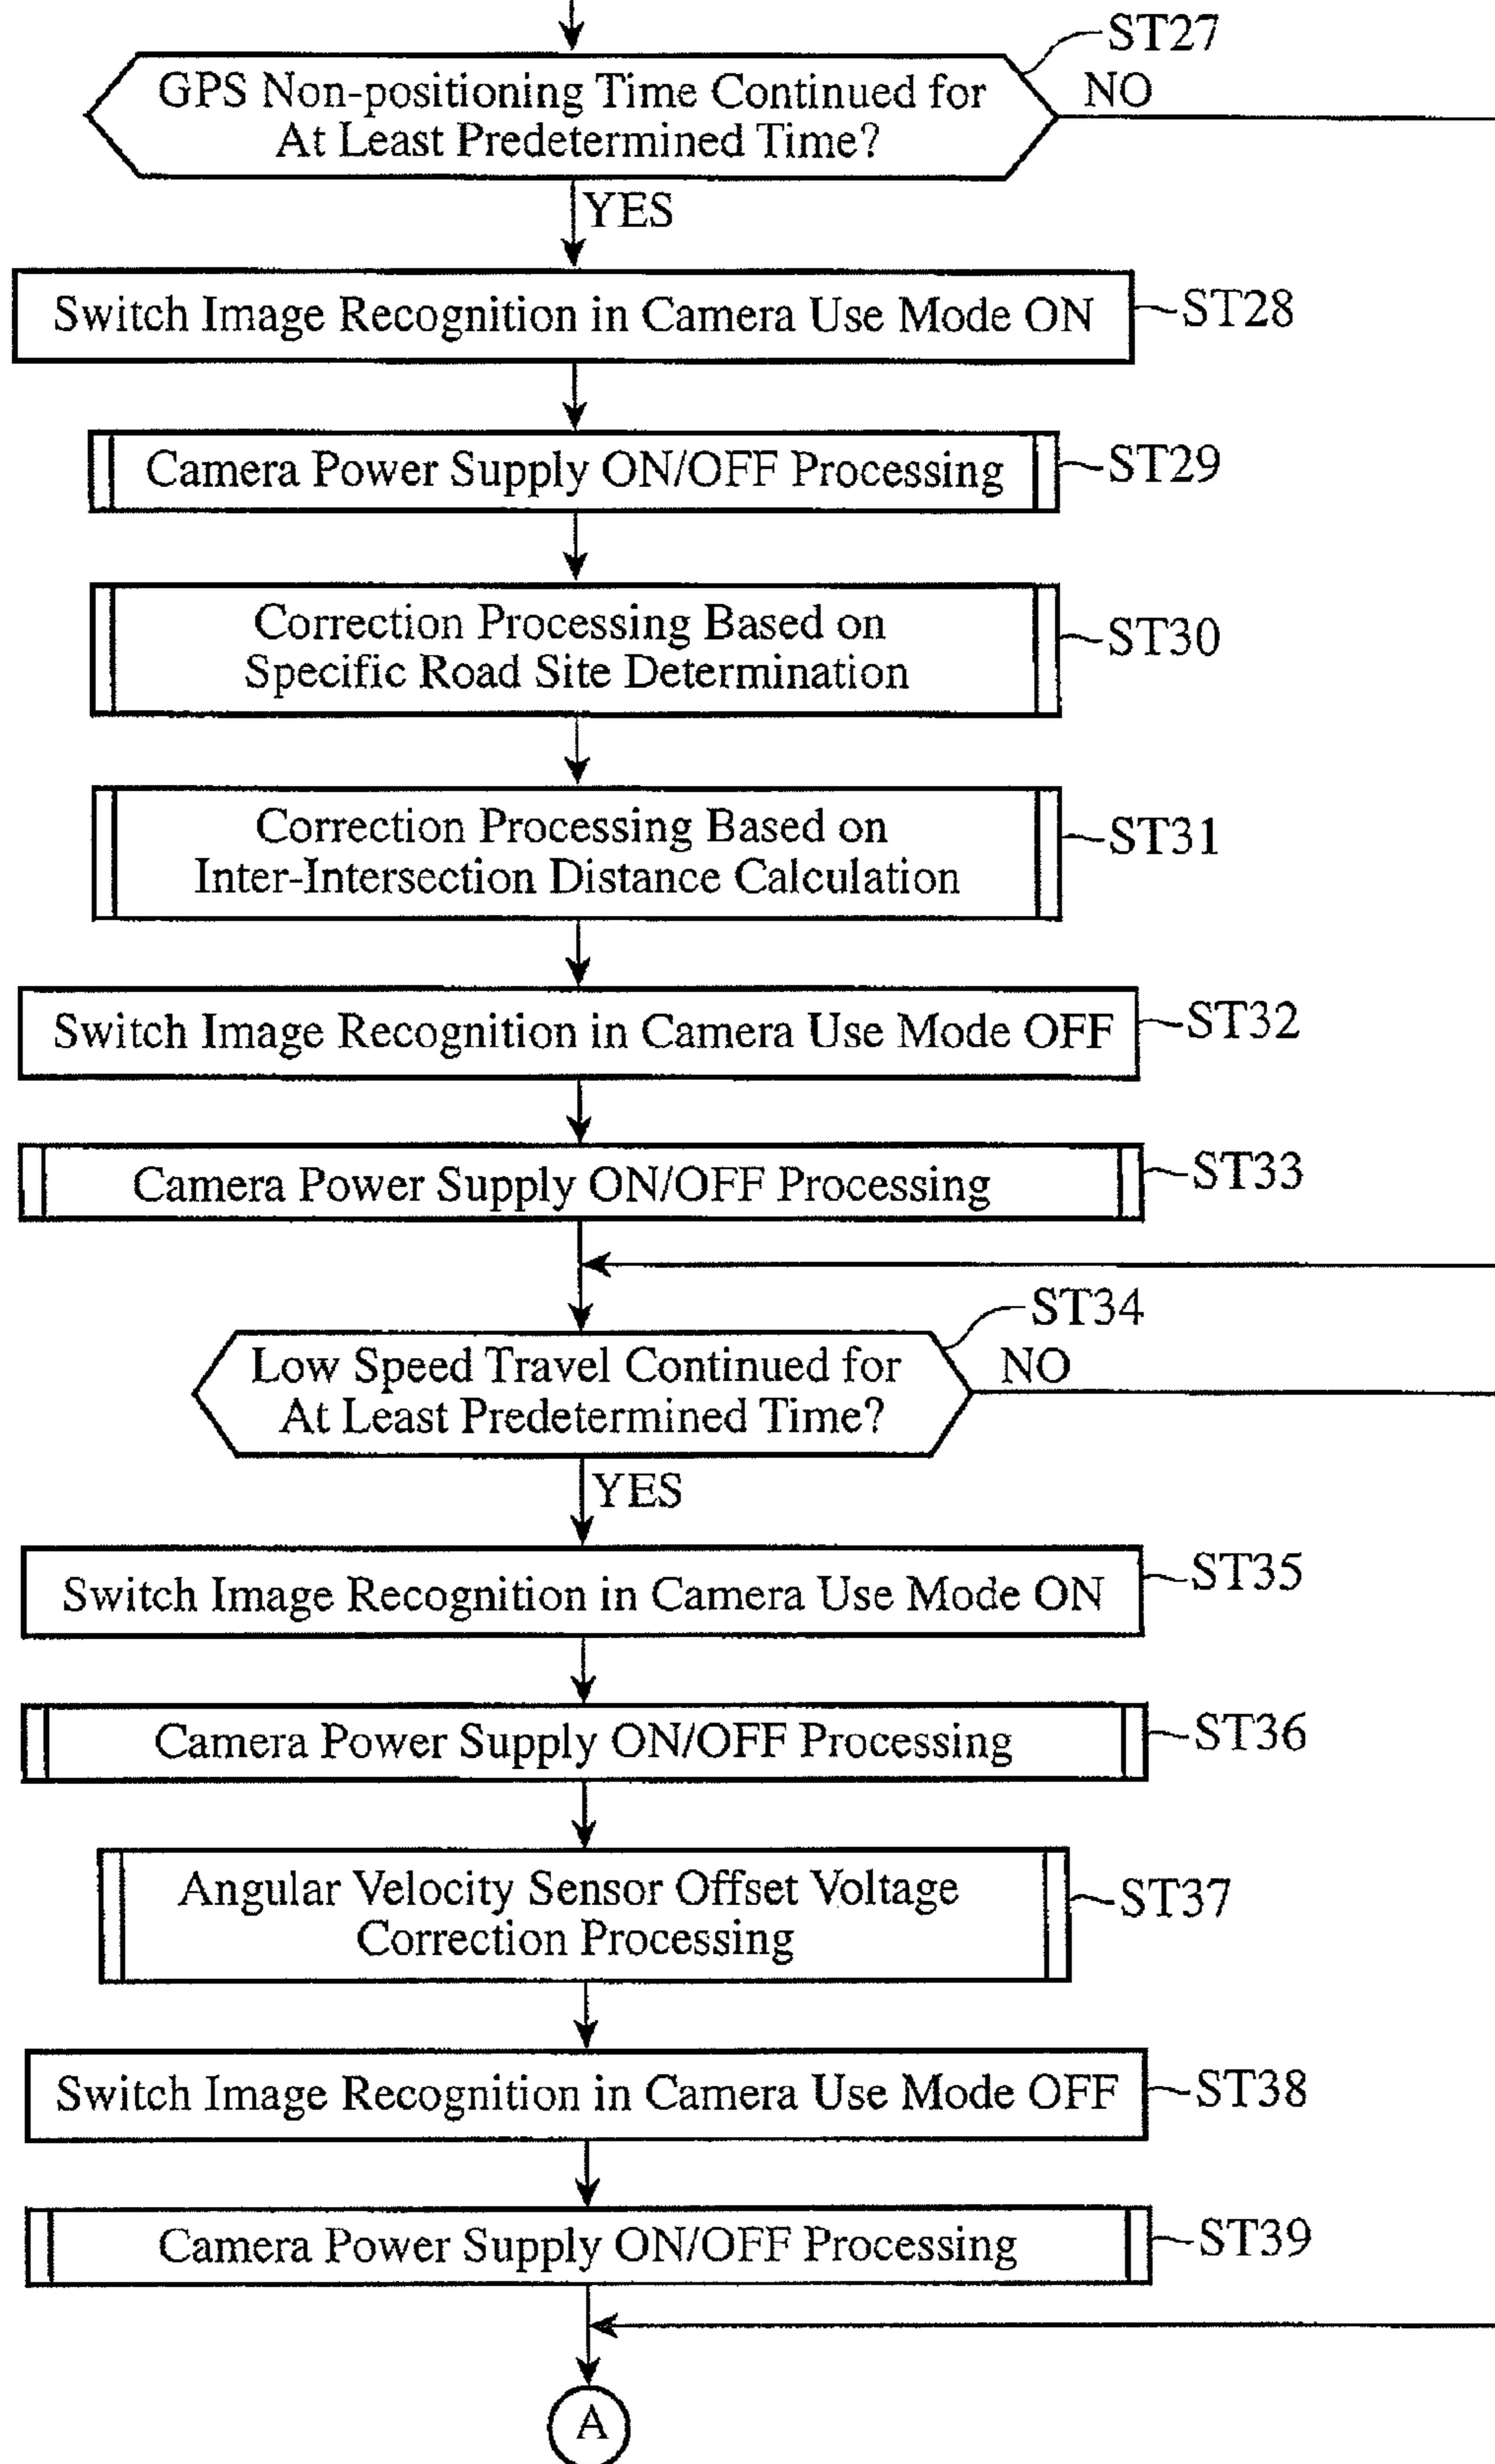 ST27
GPS Non-positioning Time Continued for
At Least Predetermined Time?
NO
YES
Switch Image Recognition in Camera Use Mode ON
ST28
Camera Power Supply ON/OFF Processing
ST29
Correction Processing Based on
Specific Road Site Determination
ST30
Correction Processing Based on
Inter-Intersection Distance Calculation
ST31
Switch Image Recognition in Camera Use Mode OFF
ST32
Camera Power Supply ON/OFF Processing
ST33
ST34
Low Speed Travel Continued for
At Least Predetermined Time?
NO
YES
Switch Image Recognition in Camera Use Mode ON
ST35
Camera Power Supply ON/OFF Processing
ST36
Angular Velocity Sensor Offset Voltage
Correction Processing
ST37
Switch Image Recognition in Camera Use Mode OFF
ST38
Camera Power Supply ON/OFF Processing
ST39
A